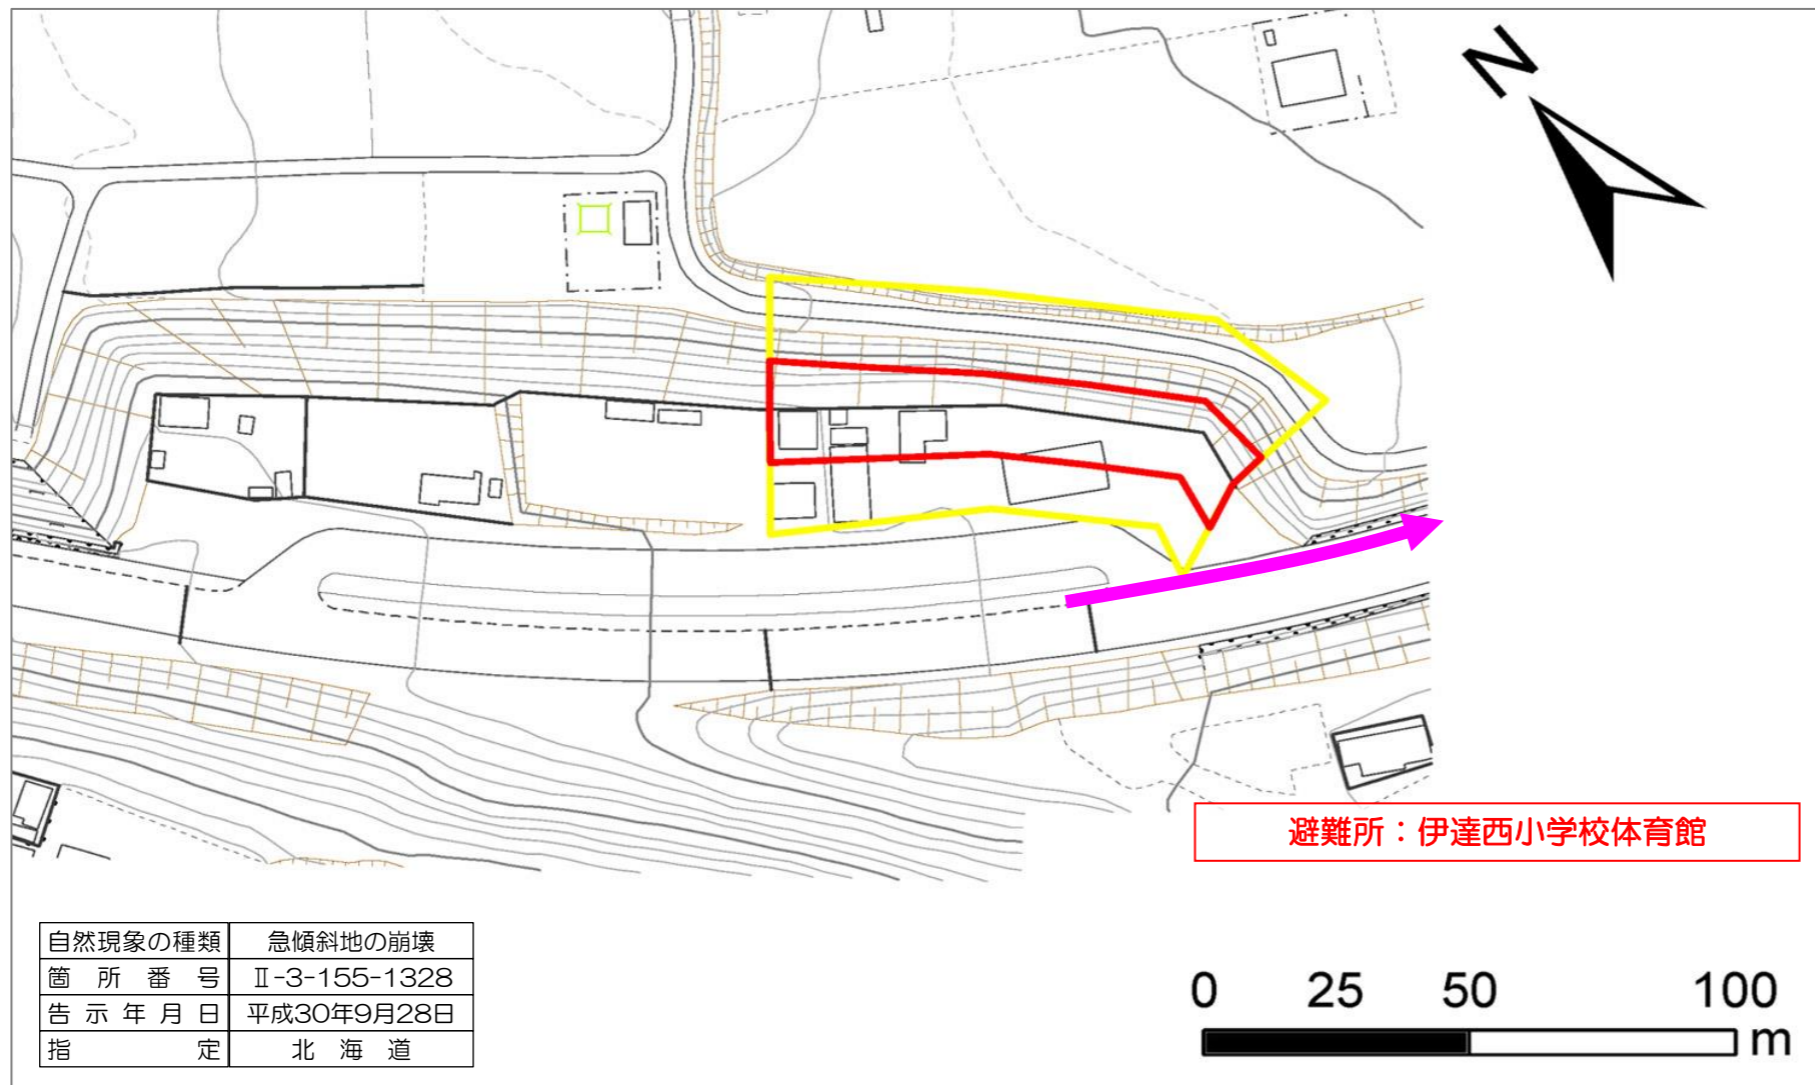 N
避難所：伊達西小学校体育館
自然現象の種類 急傾斜地の崩壊
箇所番号 Ⅱ-3-155-1328
告示年月日 平成30年9月28日
指定 北海道
0 25 50 100
m